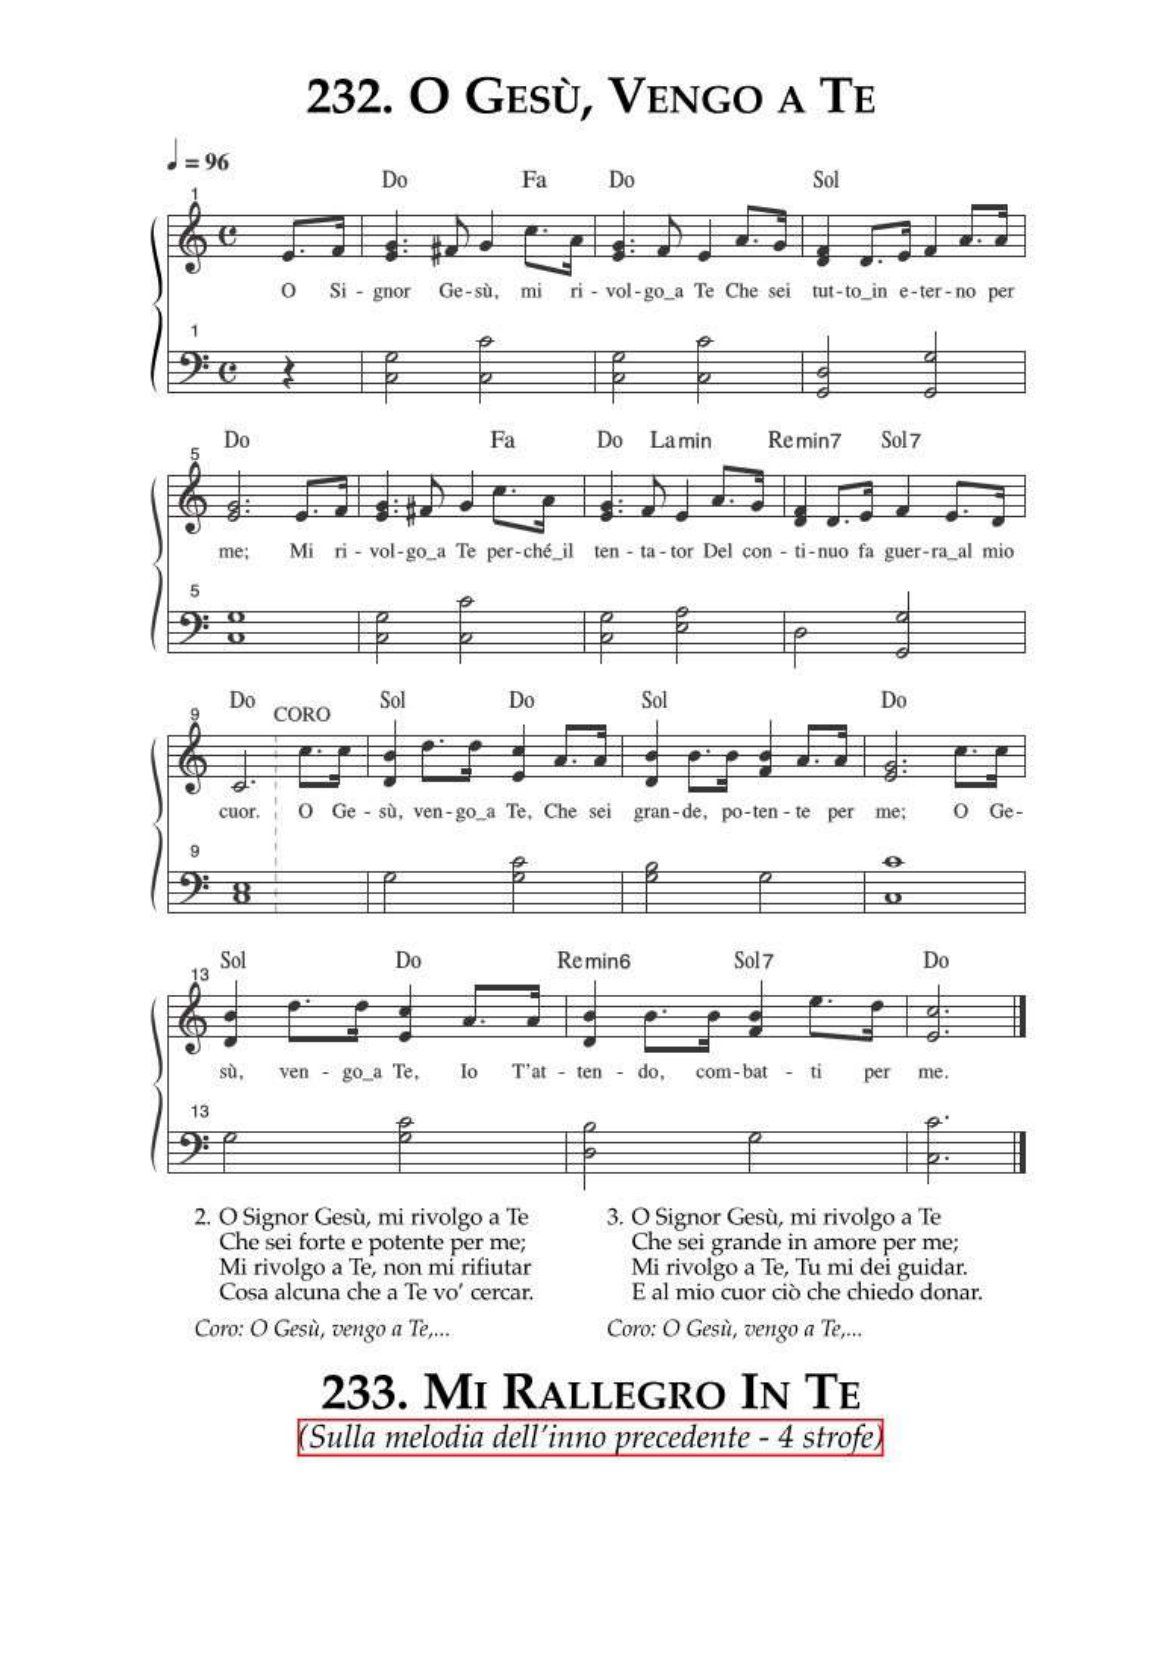 232. O Gesù, Vengo a Te
♩ = 96
Do Fa Do Sol
1
O Si - gnor Ge-sù, mi ri - vol-go_a Te Che sei tut-to_in e-ter-no per
1
Do Fa Do Lamin Remin7 Sol7
5
me; Mi ri - vol-go_a Te per-ché_il ten - ta - tor Del con - ti-nuo fa guer-ra_al mio
5
Do CORO Sol Do Sol Do
9
cuor. O Ge - sù, ven-go_a Te, Che sei gran-de, po-ten-te per me; O Ge-
9
Sol Do Remin6 Sol7 Do
13
sù, ven - go_a Te, Io T'at - ten - do, com-bat - ti per me.
13
2. O Signor Gesù, mi rivolgo a Te
Che sei forte e potente per me;
Mi rivolgo a Te, non mi rifiutar
Cosa alcuna che a Te vo' cercar.
Coro: O Gesù, vengo a Te,...
3. O Signor Gesù, mi rivolgo a Te
Che sei grande in amore per me;
Mi rivolgo a Te, Tu mi dei guidar.
E al mio cuor ciò che chiedo donar.
Coro: O Gesù, vengo a Te,...
233. Mi Rallegro In Te
(Sulla melodia dell'inno precedente - 4 strofe)